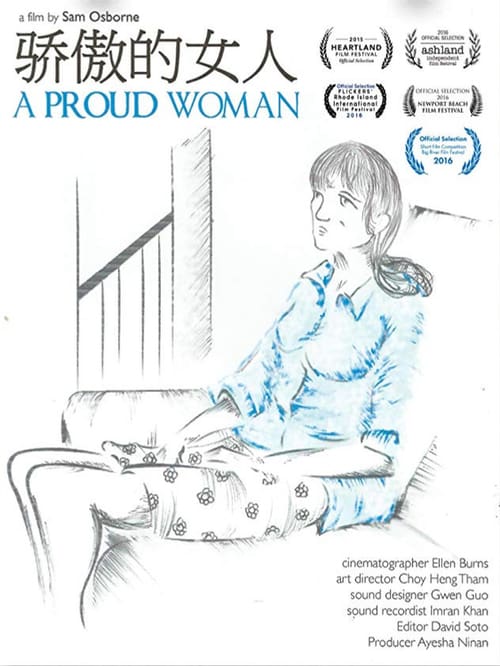 a film by Sam Osborne
骄傲的女人
A PROUD WOMAN
2015
HEARTLAND
FILM FESTIVAL
Official Selection
2016
OFFICIAL SELECTION
ashland
independent
film festival
Official Selection
FLICKERS'
Rhode Island
International
Film Festival
2016
OFFICIAL SELECTION
2016
NEWPORT BEACH
FILM FESTIVAL
Official Selection
Short Film Competition
Big River Film Festival
2016
cinematographer Ellen Burns
art director Choy Heng Tham
sound designer Gwen Guo
sound recordist Imran Khan
Editor David Soto
Producer Ayesha Ninan